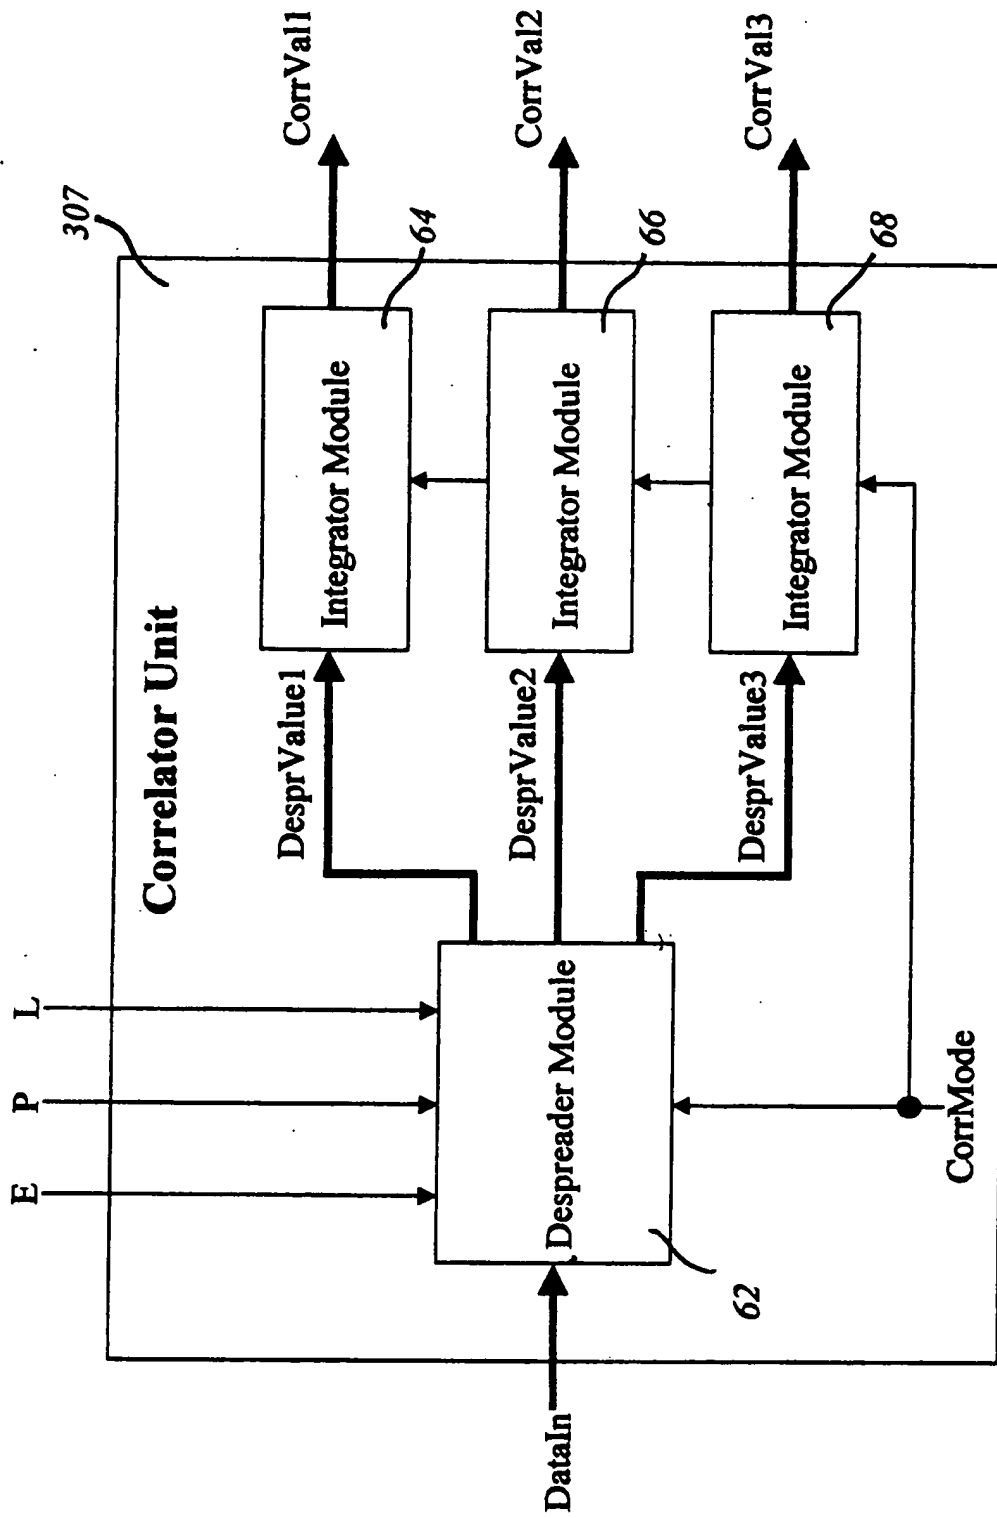 307
Correlator Unit
E
P
L
DataIn
Despreader Module
62
DesprValue1
DesprValue2
DesprValue3
Integrator Module
64
Integrator Module
66
Integrator Module
68
CorrVal1
CorrVal2
CorrVal3
CorrMode